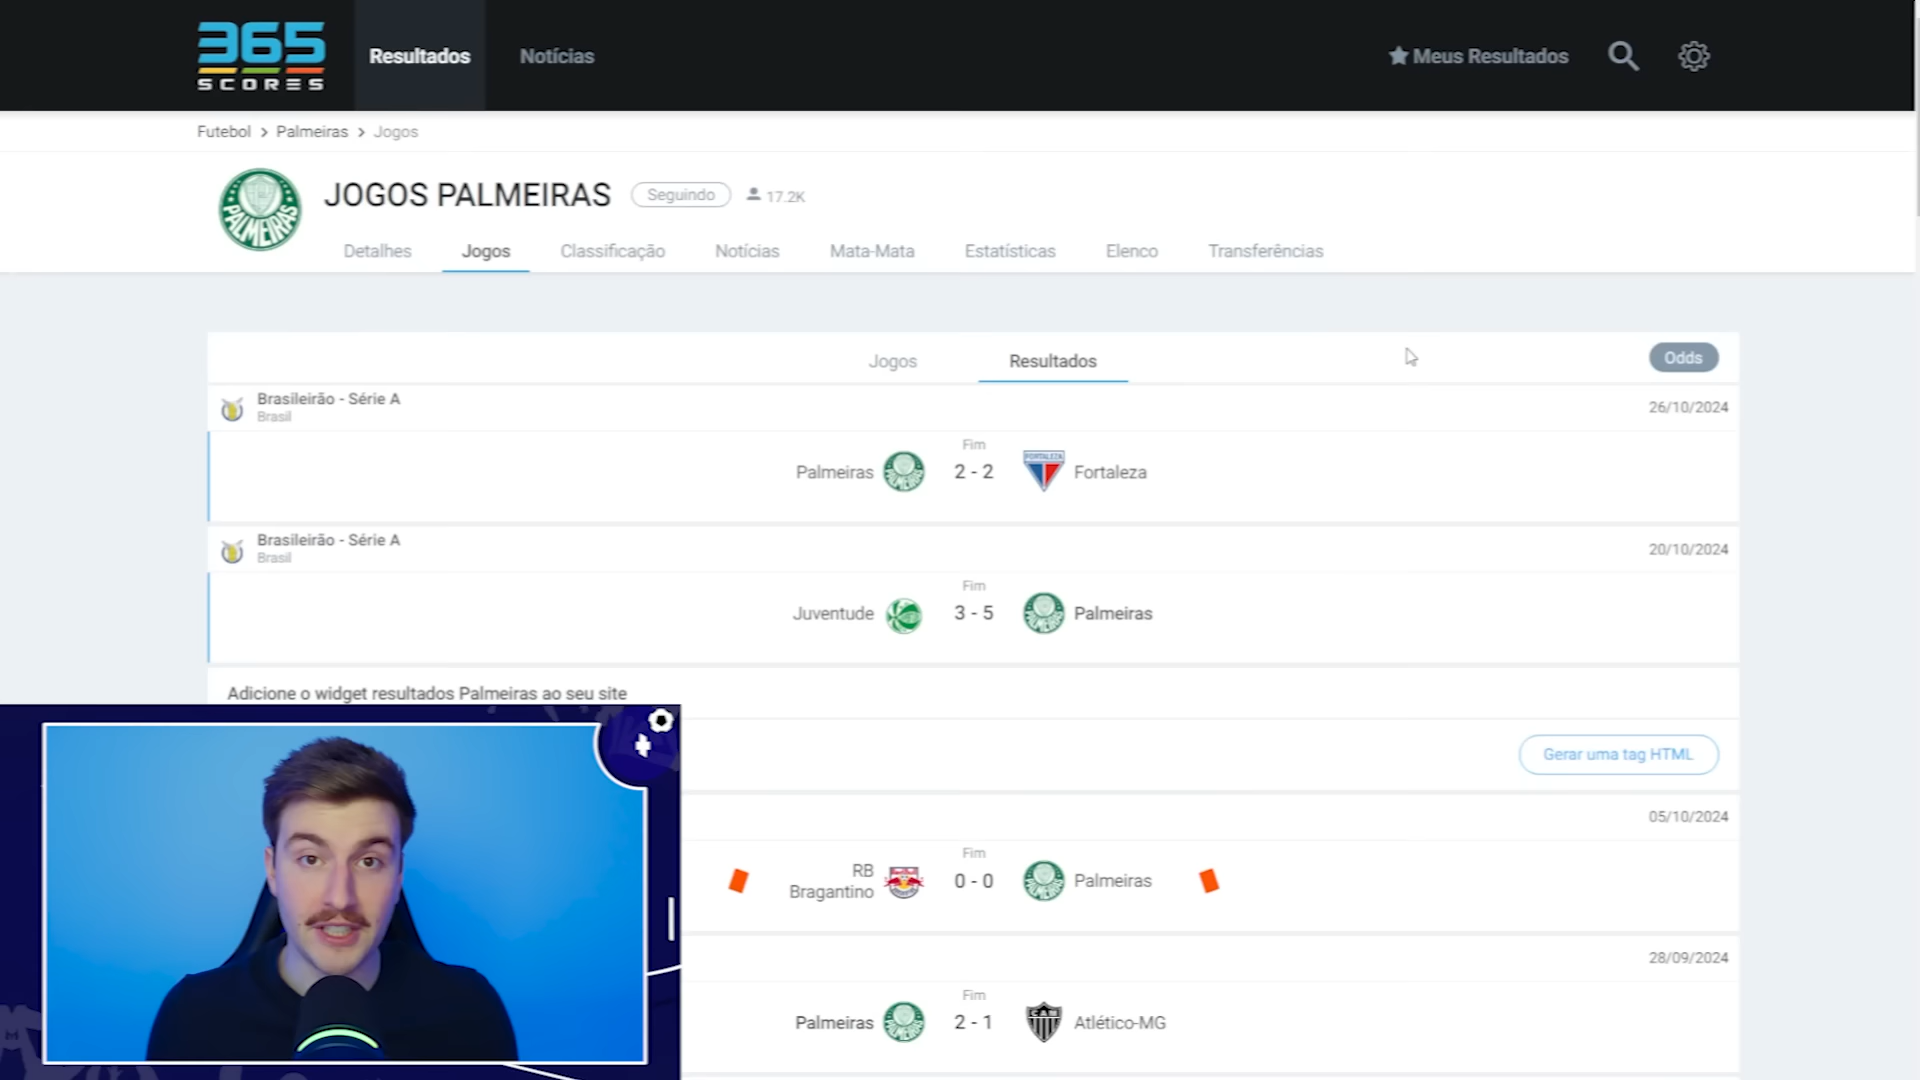 365
SCORES
Resultados
Notícias
Meus Resultados
Futebol > Palmeiras > Jogos
PALMEIRAS
JOGOS PALMEIRAS
Seguindo
17.2K
Detalhes
Jogos
Classificação
Notícias
Mata-Mata
Estatísticas
Elenco
Transferências
Jogos
Resultados
Odds
Brasileirão - Série A
Brasil
26/10/2024
Fim
Palmeiras
2 - 2
FORTALEZA
Fortaleza
Brasileirão - Série A
Brasil
20/10/2024
Fim
Juventude
3 - 5
Palmeiras
Adicione o widget resultados Palmeiras ao seu site
Gerar uma tag HTML
05/10/2024
Fim
RB
Bragantino
0 - 0
Palmeiras
28/09/2024
Fim
Palmeiras
2 - 1
CAM
Atlético-MG